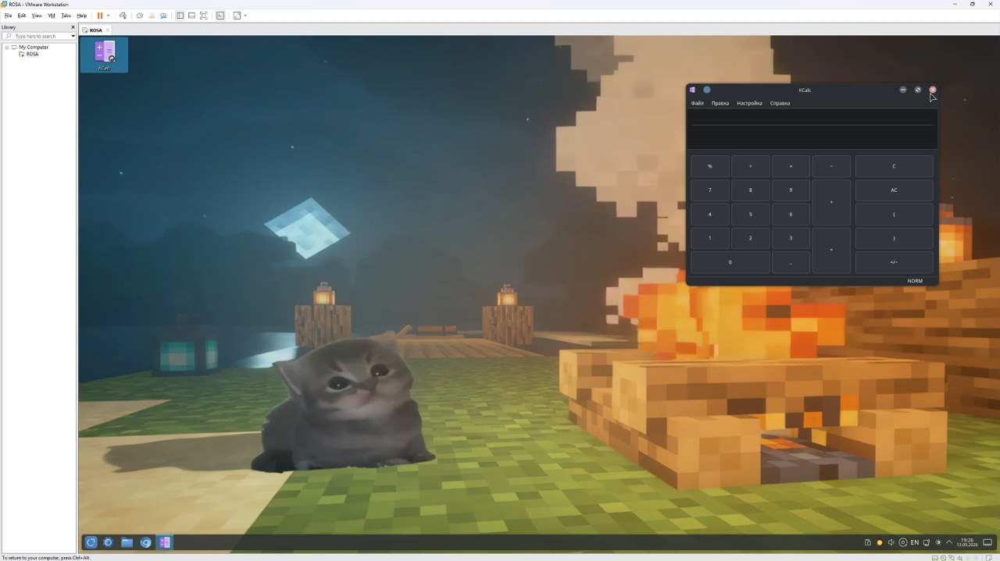 ROSA - VMware Workstation
File Edit View VM Tabs Help
Library
Type here to search
My Computer
ROSA
ROSA
KCalc
KCalc
Файл Правка Настройка Справка
% ÷ × − C
7 8 9 AC
+
4 5 6 (
1 2 3 )
=
0 , +/−
NORM
EN
19:26
13.09.2026
To return to your computer, press Ctrl+Alt.